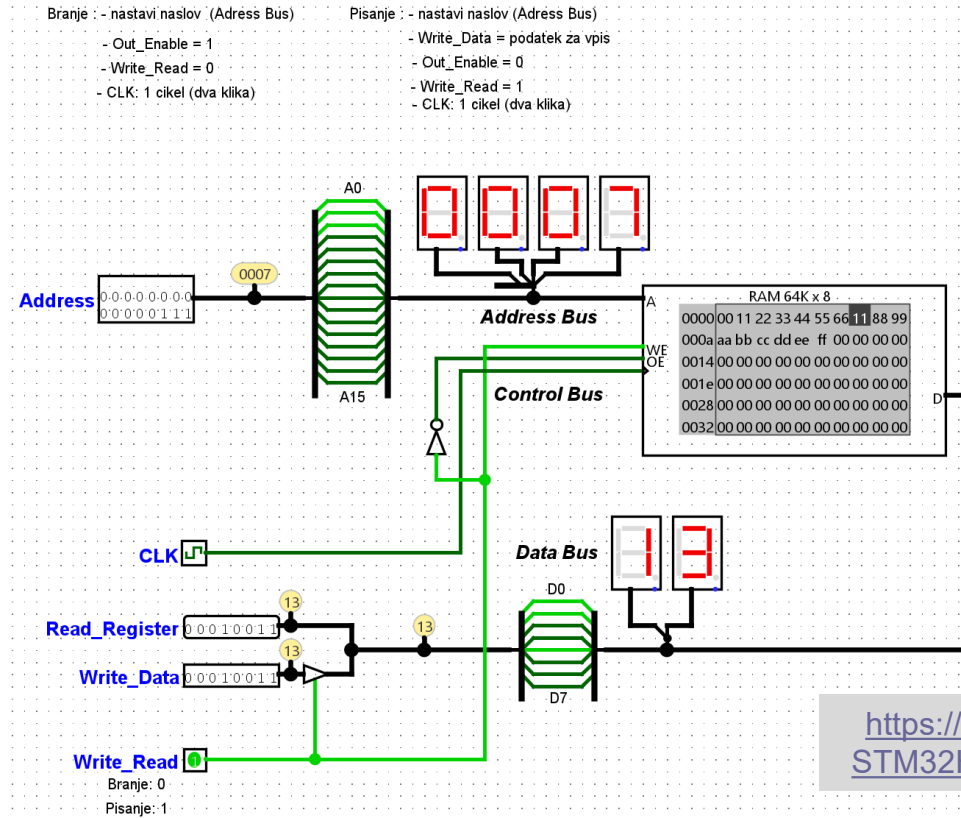 Branje : - nastavi naslov (Adress Bus)
- Out_Enable = 1
- Write_Read = 0
- CLK: 1 cikel (dva klika)
Pisanje : - nastavi naslov (Adress Bus)
- Write_Data = podatek za vpis
- Out_Enable = 0
- Write_Read = 1
- CLK: 1 cikel (dva klika)
A0
0 0 0 7
0007
Address
0 0 0 0 0 0 0 0
0 0 0 0 0 1 1 1
Address Bus
A15
A
WE
OE
D
RAM 64K x 8
0000 00 11 22 33 44 55 66 11 88 99
000a aa bb cc dd ee ff 00 00 00 00
0014 00 00 00 00 00 00 00 00 00 00
001e 00 00 00 00 00 00 00 00 00 00
0028 00 00 00 00 00 00 00 00 00 00
0032 00 00 00 00 00 00 00 00 00 00
Control Bus
CLK
Data Bus
1 3
D0
13
Read_Register
0 0 0 1 0 0 1 1
13
13
Write_Data
0 0 0 1 0 0 1 1
D7
Write_Read
1
Branje: 0
Pisanje: 1
https://
STM32